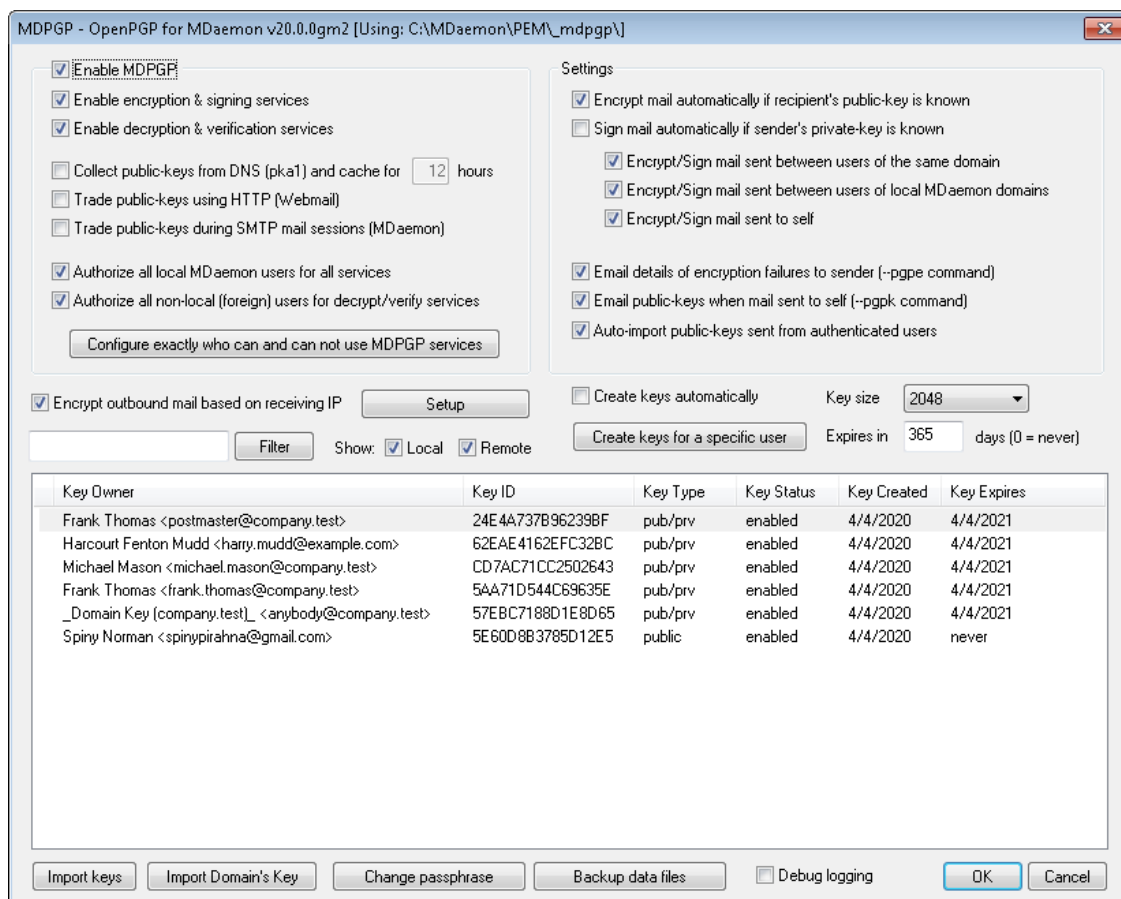 MDPGP - OpenPGP for MDaemon v20.0.0gm2 [Using: C:\MDaemon\PEM\_mdpgp\]
Enable MDPGP
Enable encryption & signing services
Enable decryption & verification services
Collect public-keys from DNS (pka1) and cache for 12 hours
Trade public-keys using HTTP (Webmail)
Trade public-keys during SMTP mail sessions (MDaemon)
Authorize all local MDaemon users for all services
Authorize all non-local (foreign) users for decrypt/verify services
Configure exactly who can and can not use MDPGP services
Settings
Encrypt mail automatically if recipient's public-key is known
Sign mail automatically if sender's private-key is known
Encrypt/Sign mail sent between users of the same domain
Encrypt/Sign mail sent between users of local MDaemon domains
Encrypt/Sign mail sent to self
Email details of encryption failures to sender (--pgpe command)
Email public-keys when mail sent to self (--pgpk command)
Auto-import public-keys sent from authenticated users
Encrypt outbound mail based on receiving IP Setup
Create keys automatically Key size 2048
Filter Show: Local Remote
Create keys for a specific user Expires in 365 days (0 = never)
Key Owner Key ID Key Type Key Status Key Created Key Expires
Frank Thomas <postmaster@company.test> 24E4A737B96239BF pub/prv enabled 4/4/2020 4/4/2021
Harcourt Fenton Mudd <harry.mudd@example.com> 62EAE4162EFC32BC pub/prv enabled 4/4/2020 4/4/2021
Michael Mason <michael.mason@company.test> CD7AC71CC2502643 pub/prv enabled 4/4/2020 4/4/2021
Frank Thomas <frank.thomas@company.test> 5AA71D544C69635E pub/prv enabled 4/4/2020 4/4/2021
_Domain Key (company.test)_ <anybody@company.test> 57EBC7188D1E8D65 pub/prv enabled 4/4/2020 4/4/2021
Spiny Norman <spinypirahna@gmail.com> 5E60D8B3785D12E5 public enabled 4/4/2020 never
Import keys Import Domain's Key Change passphrase Backup data files Debug logging OK Cancel